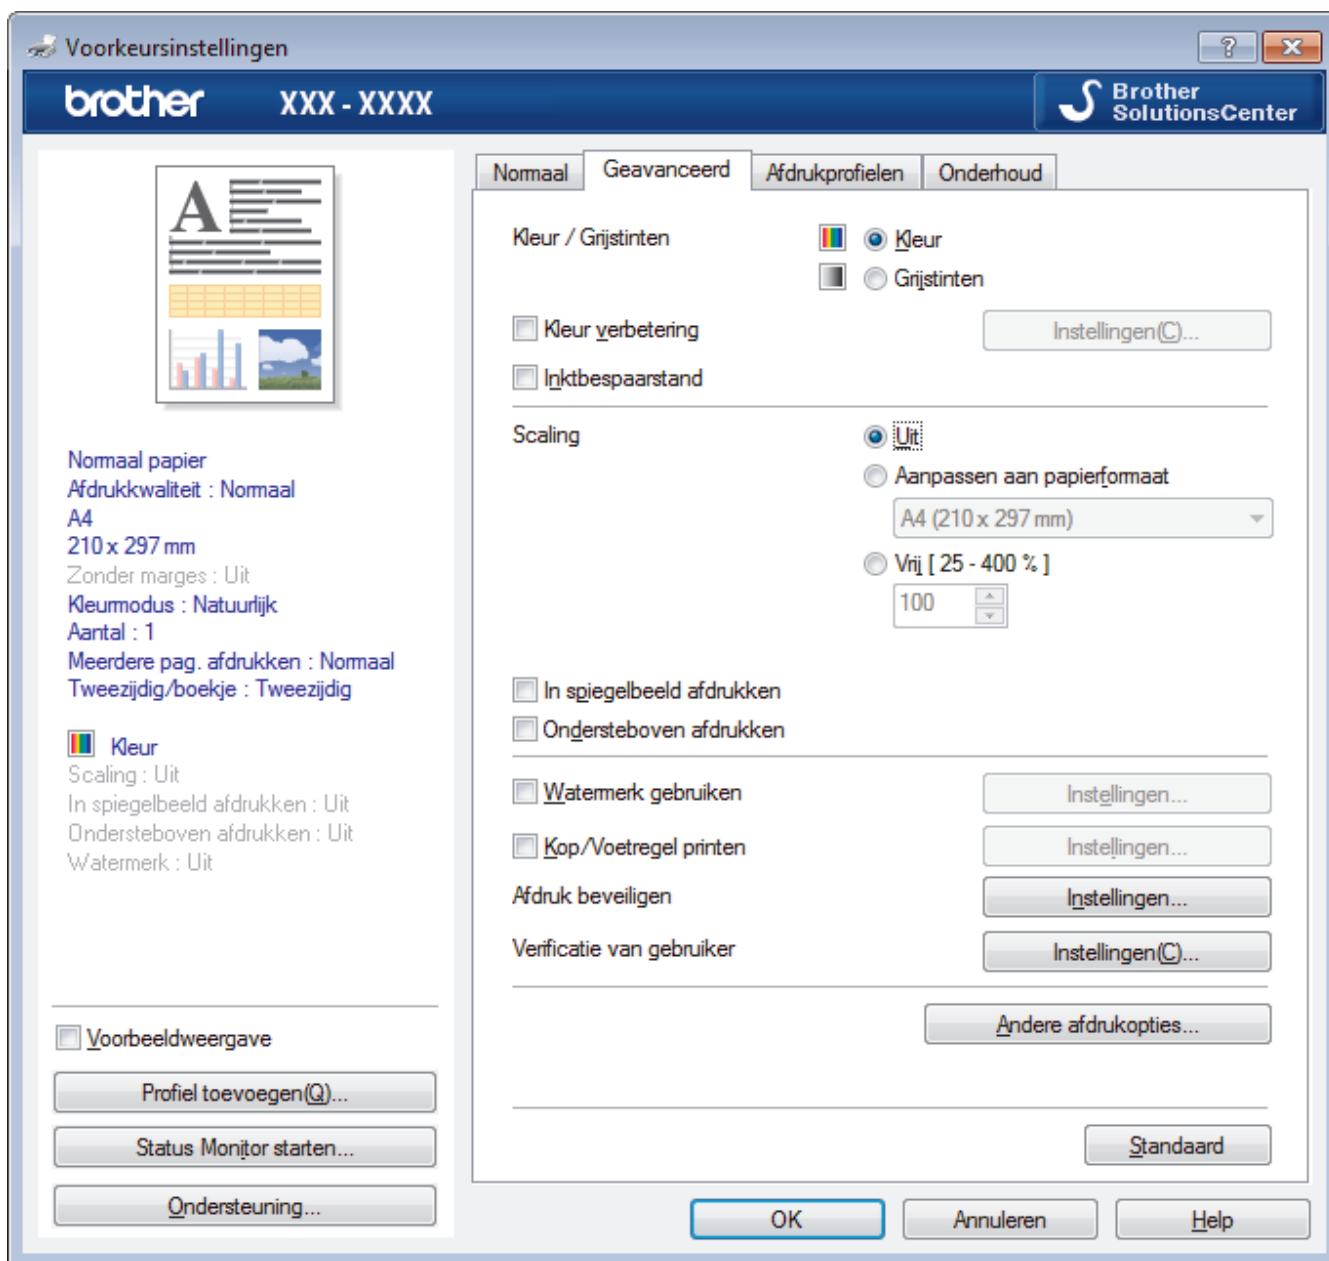 Voorkeursinstellingen
brother XXX - XXXX
Brother
SolutionsCenter
A
Normaal papier
Afdrukkwaliteit : Normaal
A4
210 x 297 mm
Zonder marges : Uit
Kleurmodus : Natuurlijk
Aantal : 1
Meerdere pag. afdrukken : Normaal
Tweezijdig/boekje : Tweezijdig
Kleur
Scaling : Uit
In spiegelbeeld afdrukken : Uit
Ondersteboven afdrukken : Uit
Watermerk : Uit
Voorbeeldweergave
Profiel toevoegen(Q)...
Status Monitor starten...
Ondersteuning...
Normaal Geavanceerd Afdrukprofielen Onderhoud
Kleur / Grijstinten Kleur
Grijstinten
Kleur verbetering Instellingen(C)...
Inktbespaarstand
Scaling Uit
Aanpassen aan papierformaat
A4 (210 x 297 mm)
Vrij [ 25 - 400 % ]
100
In spiegelbeeld afdrukken
Ondersteboven afdrukken
Watermerk gebruiken Instellingen...
Kop/Voetregel printen Instellingen...
Afdruk beveiligen Instellingen...
Verificatie van gebruiker Instellingen(C)...
Andere afdrukopties...
Standaard
OK Annuleren Help